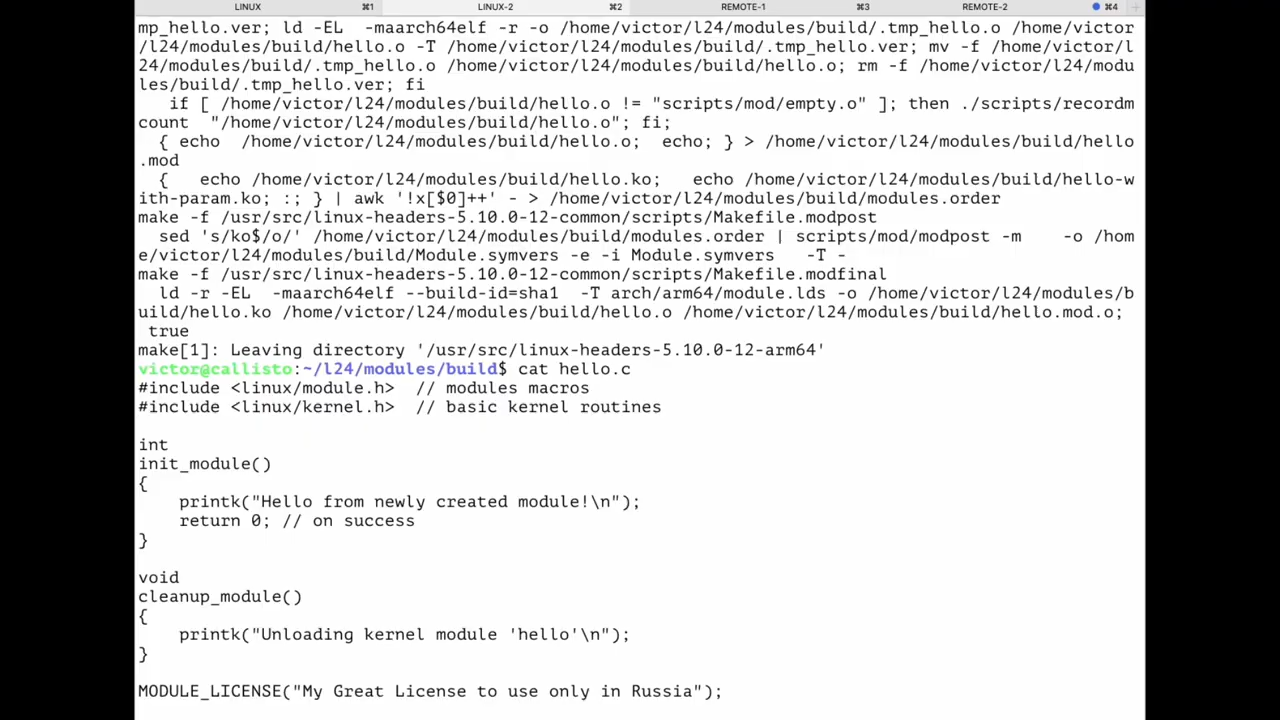 LINUX ⌘1 LINUX-2 ⌘2 REMOTE-1 ⌘3 REMOTE-2 ⌘4 +
mp_hello.ver; ld -EL  -maarch64elf -r -o /home/victor/l24/modules/build/.tmp_hello.o /home/victor
/l24/modules/build/hello.o -T /home/victor/l24/modules/build/.tmp_hello.ver; mv -f /home/victor/l
24/modules/build/.tmp_hello.o /home/victor/l24/modules/build/hello.o; rm -f /home/victor/l24/modu
les/build/.tmp_hello.ver; fi
   if [ /home/victor/l24/modules/build/hello.o != "scripts/mod/empty.o" ]; then ./scripts/recordm
count  "/home/victor/l24/modules/build/hello.o"; fi;
  { echo  /home/victor/l24/modules/build/hello.o;  echo; } > /home/victor/l24/modules/build/hello
.mod
  {   echo /home/victor/l24/modules/build/hello.ko;   echo /home/victor/l24/modules/build/hello-w
ith-param.ko; :; } | awk '!x[$0]++' - > /home/victor/l24/modules/build/modules.order
make -f /usr/src/linux-headers-5.10.0-12-common/scripts/Makefile.modpost
  sed 's/ko$/o/' /home/victor/l24/modules/build/modules.order | scripts/mod/modpost -m    -o /hom
e/victor/l24/modules/build/Module.symvers -e -i Module.symvers   -T -
make -f /usr/src/linux-headers-5.10.0-12-common/scripts/Makefile.modfinal
  ld -r -EL  -maarch64elf --build-id=sha1  -T arch/arm64/module.lds -o /home/victor/l24/modules/b
uild/hello.ko /home/victor/l24/modules/build/hello.o /home/victor/l24/modules/build/hello.mod.o;
 true
make[1]: Leaving directory '/usr/src/linux-headers-5.10.0-12-arm64'
victor@callisto:~/l24/modules/build$ cat hello.c
#include <linux/module.h>  // modules macros
#include <linux/kernel.h>  // basic kernel routines
int
init_module()
{
    printk("Hello from newly created module!\n");
    return 0; // on success
}
void
cleanup_module()
{
    printk("Unloading kernel module 'hello'\n");
}
MODULE_LICENSE("My Great License to use only in Russia");